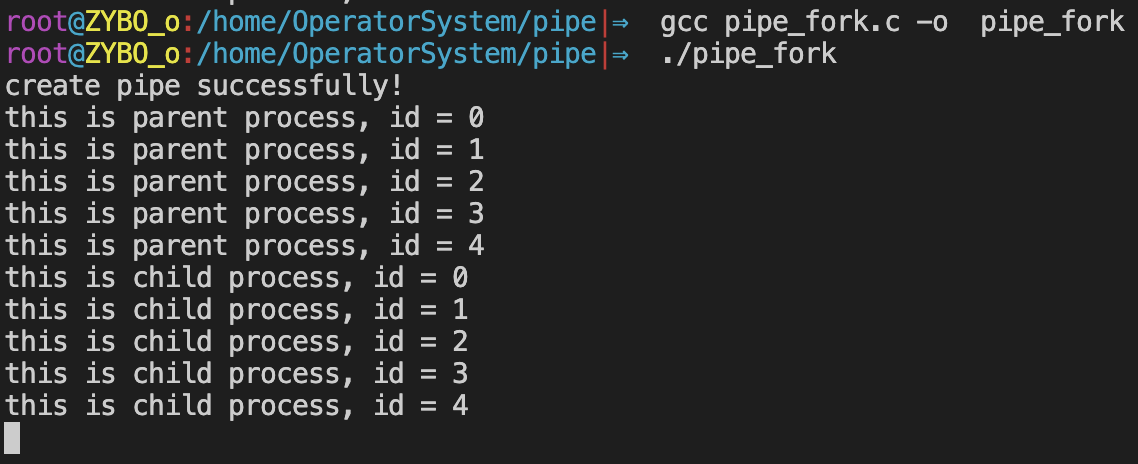 root@ZYBO_o:/home/OperatorSystem/pipe|⇒  gcc pipe_fork.c -o  pipe_fork
root@ZYBO_o:/home/OperatorSystem/pipe|⇒  ./pipe_fork
create pipe successfully!
this is parent process, id = 0
this is parent process, id = 1
this is parent process, id = 2
this is parent process, id = 3
this is parent process, id = 4
this is child process, id = 0
this is child process, id = 1
this is child process, id = 2
this is child process, id = 3
this is child process, id = 4